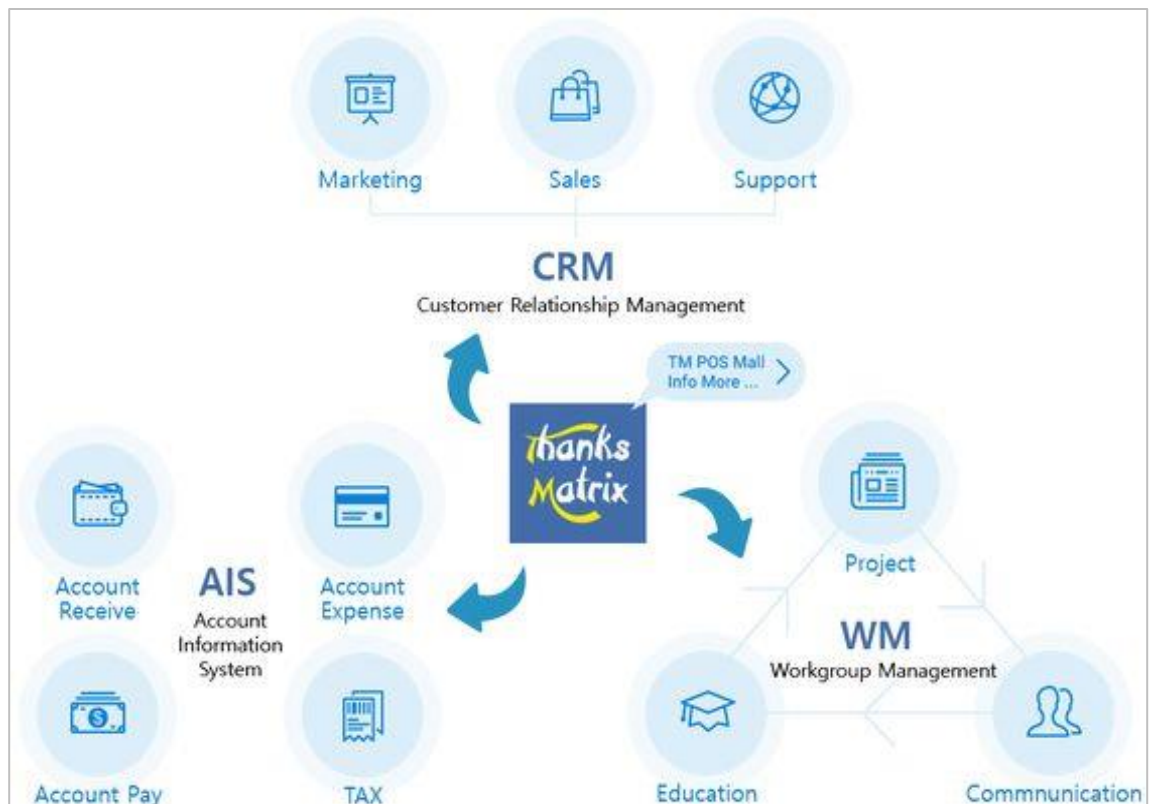 Marketing
Sales
Support
CRM
Customer Relationship Management
TM POS Mall
Info More ...
Thanks
Matrix
Account
Receive
AIS
Account
Information
System
Account
Expense
Account Pay
TAX
Project
WM
Workgroup Management
Education
Commnunication